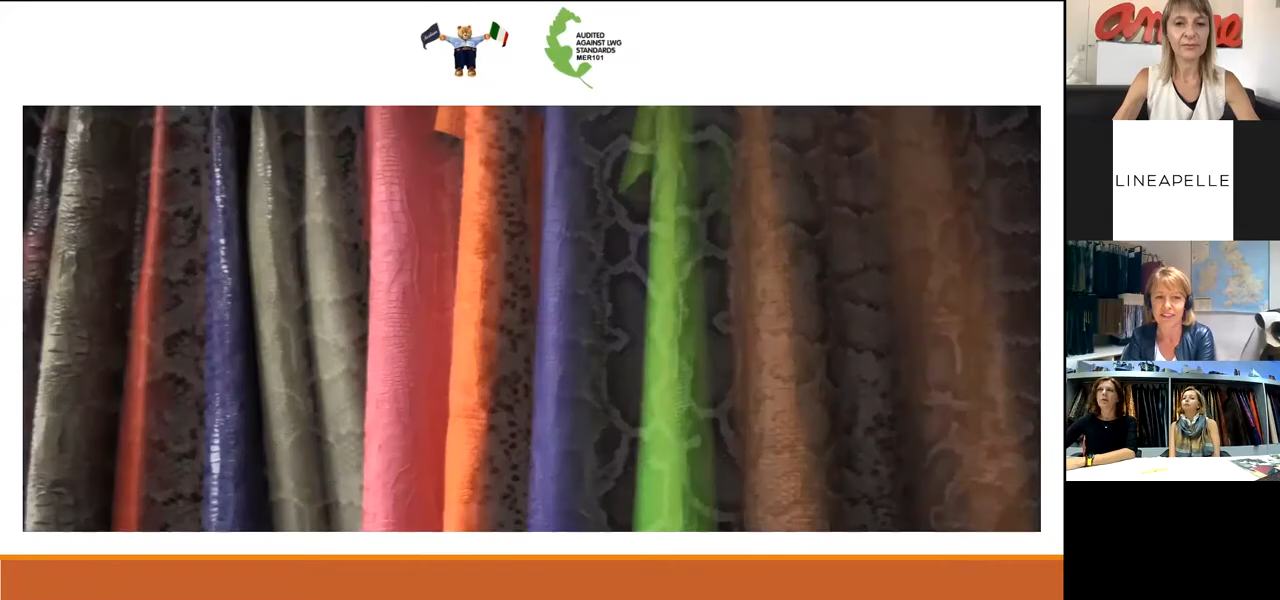 AUDITED
AGAINST LWG
STANDARDS
MER101
LINEAPELLE